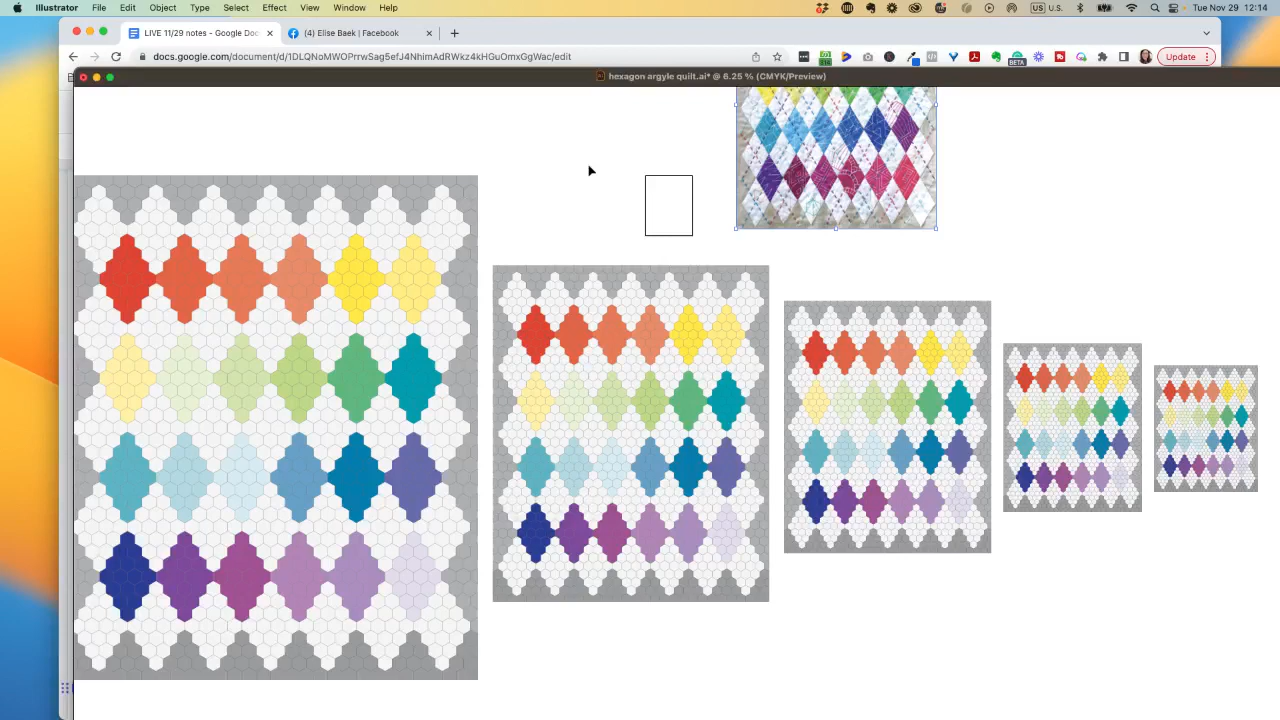 Illustrator File Edit Object Type Select Effect View Window Help U.S. Tue Nov 29 12:14
LIVE 11/29 notes - Google Doc (4) Elise Baek | Facebook
docs.google.com/document/d/1DLQNoMWOPrrwSag5efJ4NhimAdRWkz4kHGuOmxGgWac/edit BETA Update
hexagon argyle quilt.ai* @ 6.25 % (CMYK/Preview)